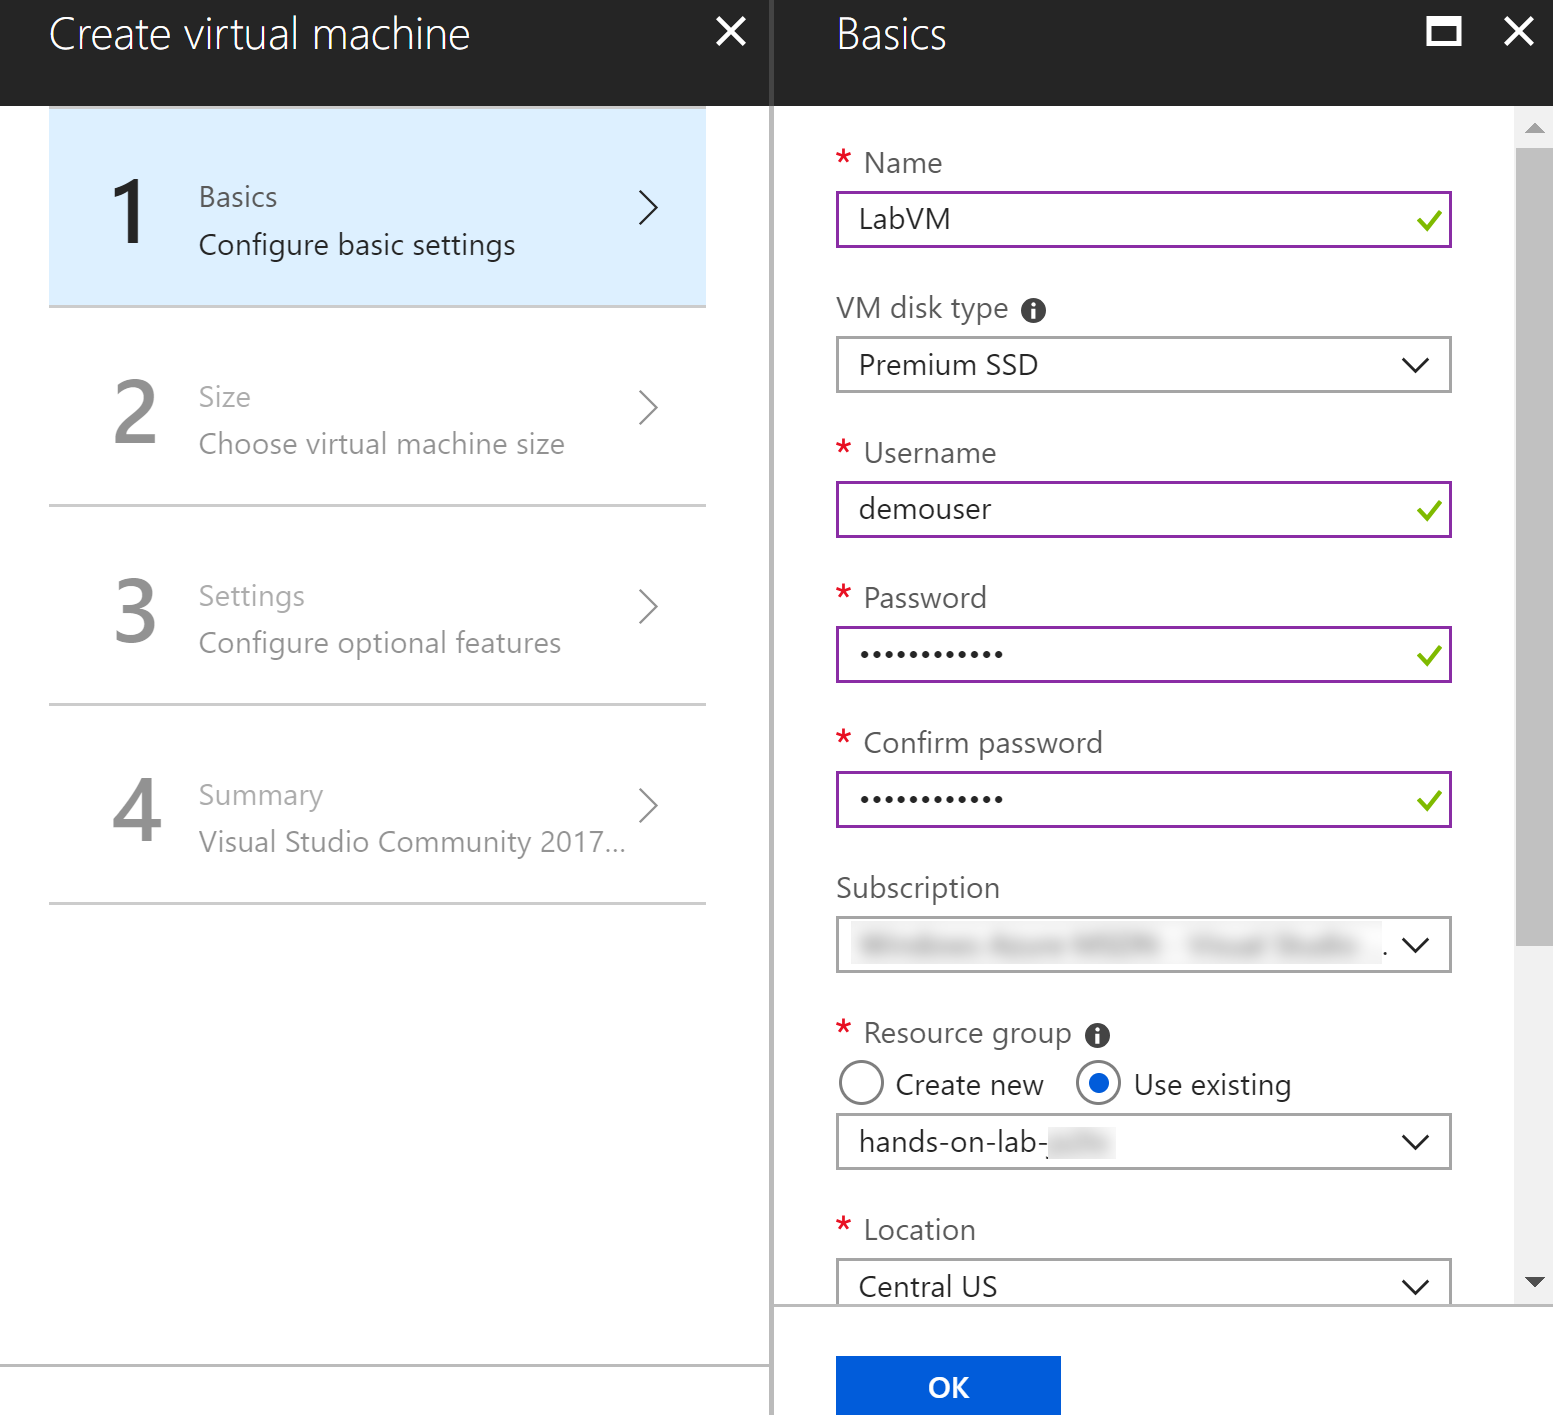 Create virtual machine
1
Basics
Configure basic settings
2
Size
Choose virtual machine size
3
Settings
Configure optional features
4
Summary
Visual Studio Community 2017...
Basics
* Name
LabVM
VM disk type
Premium SSD
* Username
demouser
* Password
••••••••••••
* Confirm password
••••••••••••
Subscription
* Resource group
Create new Use existing
hands-on-lab-
* Location
Central US
OK